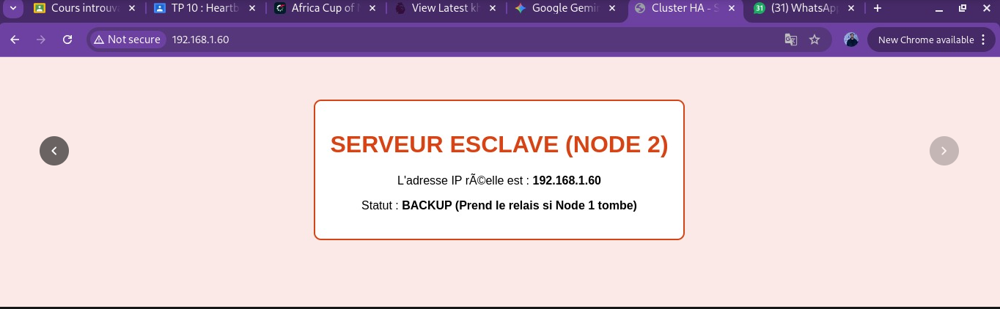 Cours introuv
TP 10 : Heartb
Africa Cup of
View Latest kh
Google Gemin
Cluster HA - S
31
(31) WhatsApp
Not secure
192.168.1.60
New Chrome available
SERVEUR ESCLAVE (NODE 2)
L'adresse IP rÃ©elle est : 192.168.1.60
Statut : BACKUP (Prend le relais si Node 1 tombe)